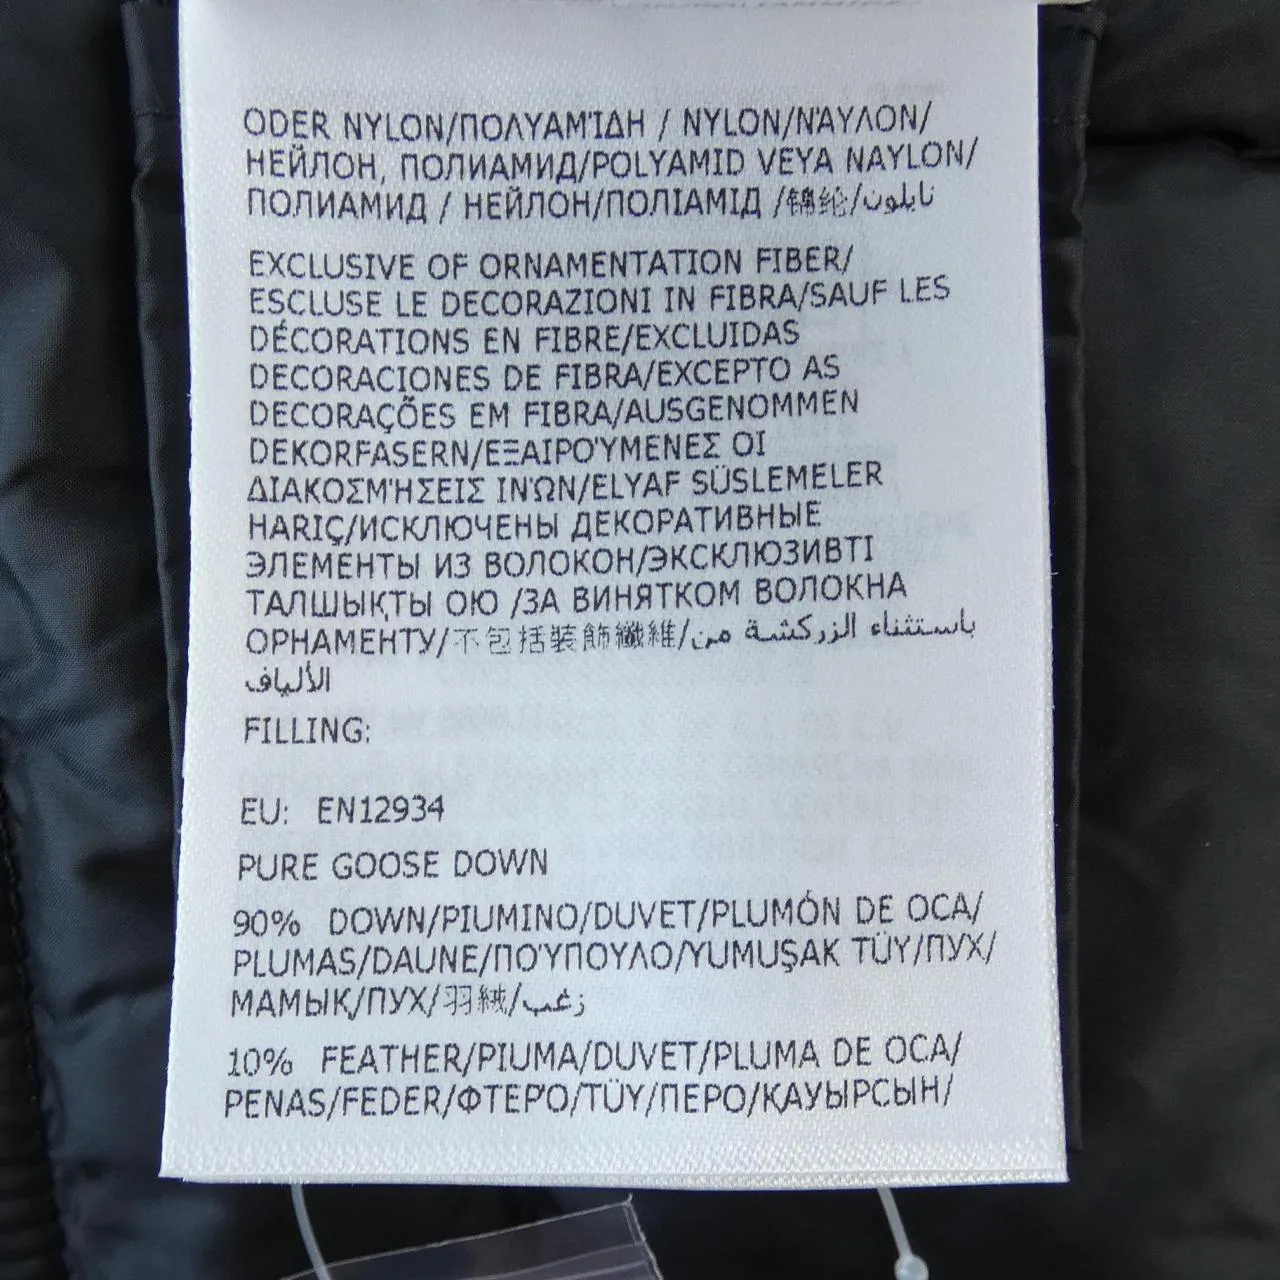 ODER NYLON/ΠΟΛΥΑΜΊΔΗ / NYLON/ΝΆΥΛΟΝ/
НЕЙЛОН, ПОЛИАМИД/POLYAMID VEYA NAYLON/
ПОЛИАМИД / НЕЙЛОН/ПОЛІАМІД /锦纶/نايلون
EXCLUSIVE OF ORNAMENTATION FIBER/
ESCLUSE LE DECORAZIONI IN FIBRA/SAUF LES
DÉCORATIONS EN FIBRE/EXCLUIDAS
DECORACIONES DE FIBRA/EXCEPTO AS
DECORAÇÕES EM FIBRA/AUSGENOMMEN
DEKORFASERN/ΕΞΑΙΡΟΎΜΕΝΕΣ ΟΙ
ΔΙΑΚΟΣΜΉΣΕΙΣ ΙΝΏΝ/ELYAF SÜSLEMELER
HARIÇ/ИСКЛЮЧЕНЫ ДЕКОРАТИВНЫЕ
ЭЛЕМЕНТЫ ИЗ ВОЛОКОН/ЭКСКЛЮЗИВТІ
ТАЛШЫҚТЫ ОЮ /ЗА ВИНЯТКОМ ВОЛОКНА
ОРНАМЕНТУ/不包括裝飾纖維/باستثناء الزركشة من
الألياف
FILLING:
EU: EN12934
PURE GOOSE DOWN
90% DOWN/PIUMINO/DUVET/PLUMÓN DE OCA/
PLUMAS/DAUNE/ΠΟΎΠΟΥΛΟ/YUMUŞAK TÜY/ПУХ/
МАМЫҚ/ПУХ/羽絨/زغب
10% FEATHER/PIUMA/DUVET/PLUMA DE OCA/
PENAS/FEDER/ΦΤΕΡΌ/TÜY/ПЕРО/ҚАУЫРСЫН/